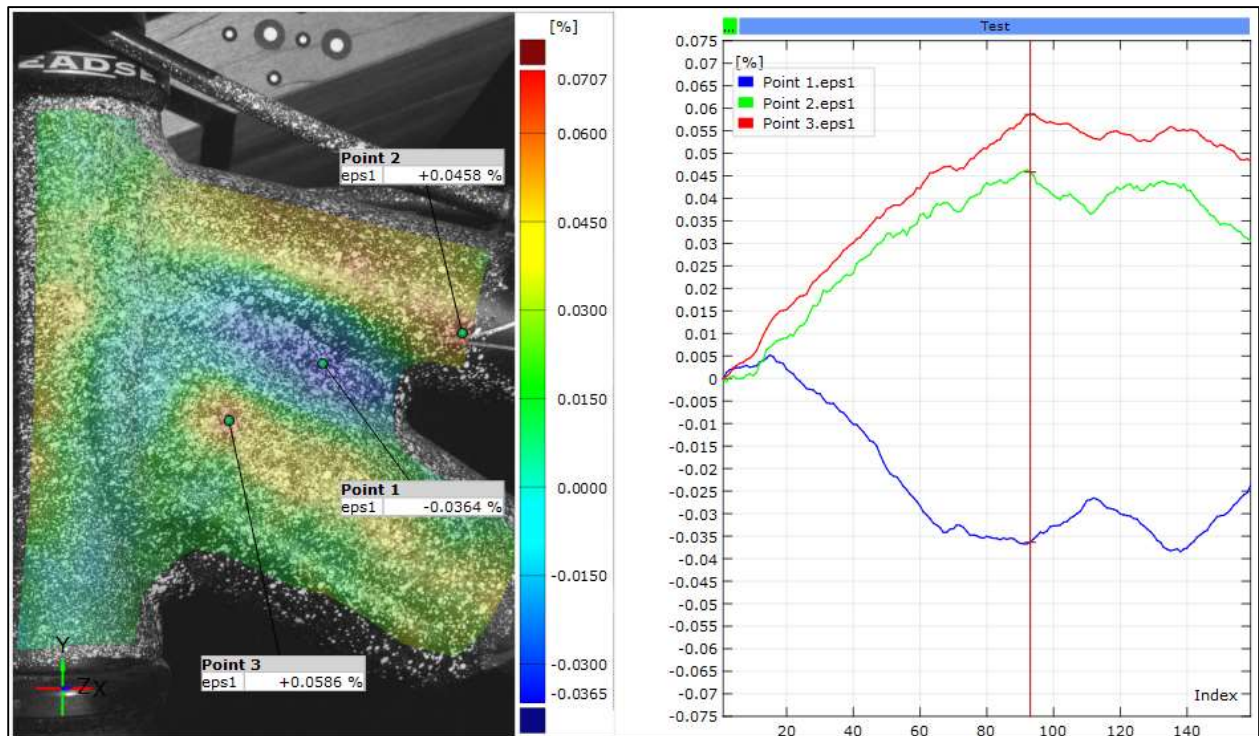 EADSE
Point 2
eps1 +0.0458 %
Point 1
eps1 -0.0364 %
Point 3
eps1 +0.0586 %
Y
Z X
[%]
0.0707
0.0600
0.0450
0.0300
0.0150
0.0000
-0.0150
-0.0300
-0.0365
... Test
[%]
Point 1.eps1
Point 2.eps1
Point 3.eps1
0.075
0.07
0.065
0.06
0.055
0.05
0.045
0.04
0.035
0.03
0.025
0.02
0.015
0.01
0.005
0
-0.005
-0.01
-0.015
-0.02
-0.025
-0.03
-0.035
-0.04
-0.045
-0.05
-0.055
-0.06
-0.065
-0.07
-0.075
Index
20 40 60 80 100 120 140